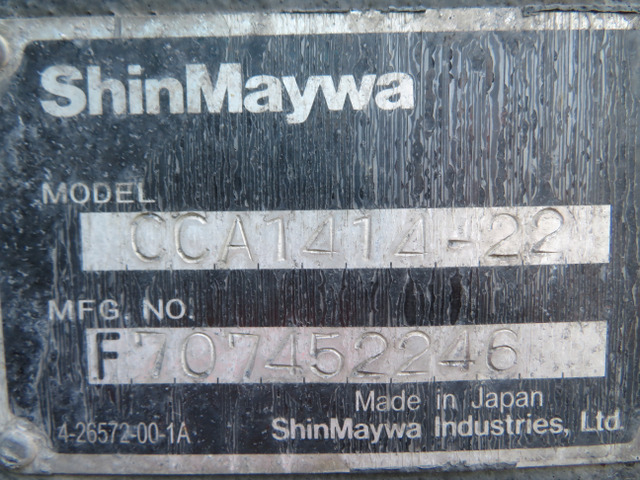 ShinMaywa
MODEL
CCA1414-22
MFG. NO.
F707452246
Made in Japan
4-26572-00-1A
ShinMaywa Industries, Ltd.